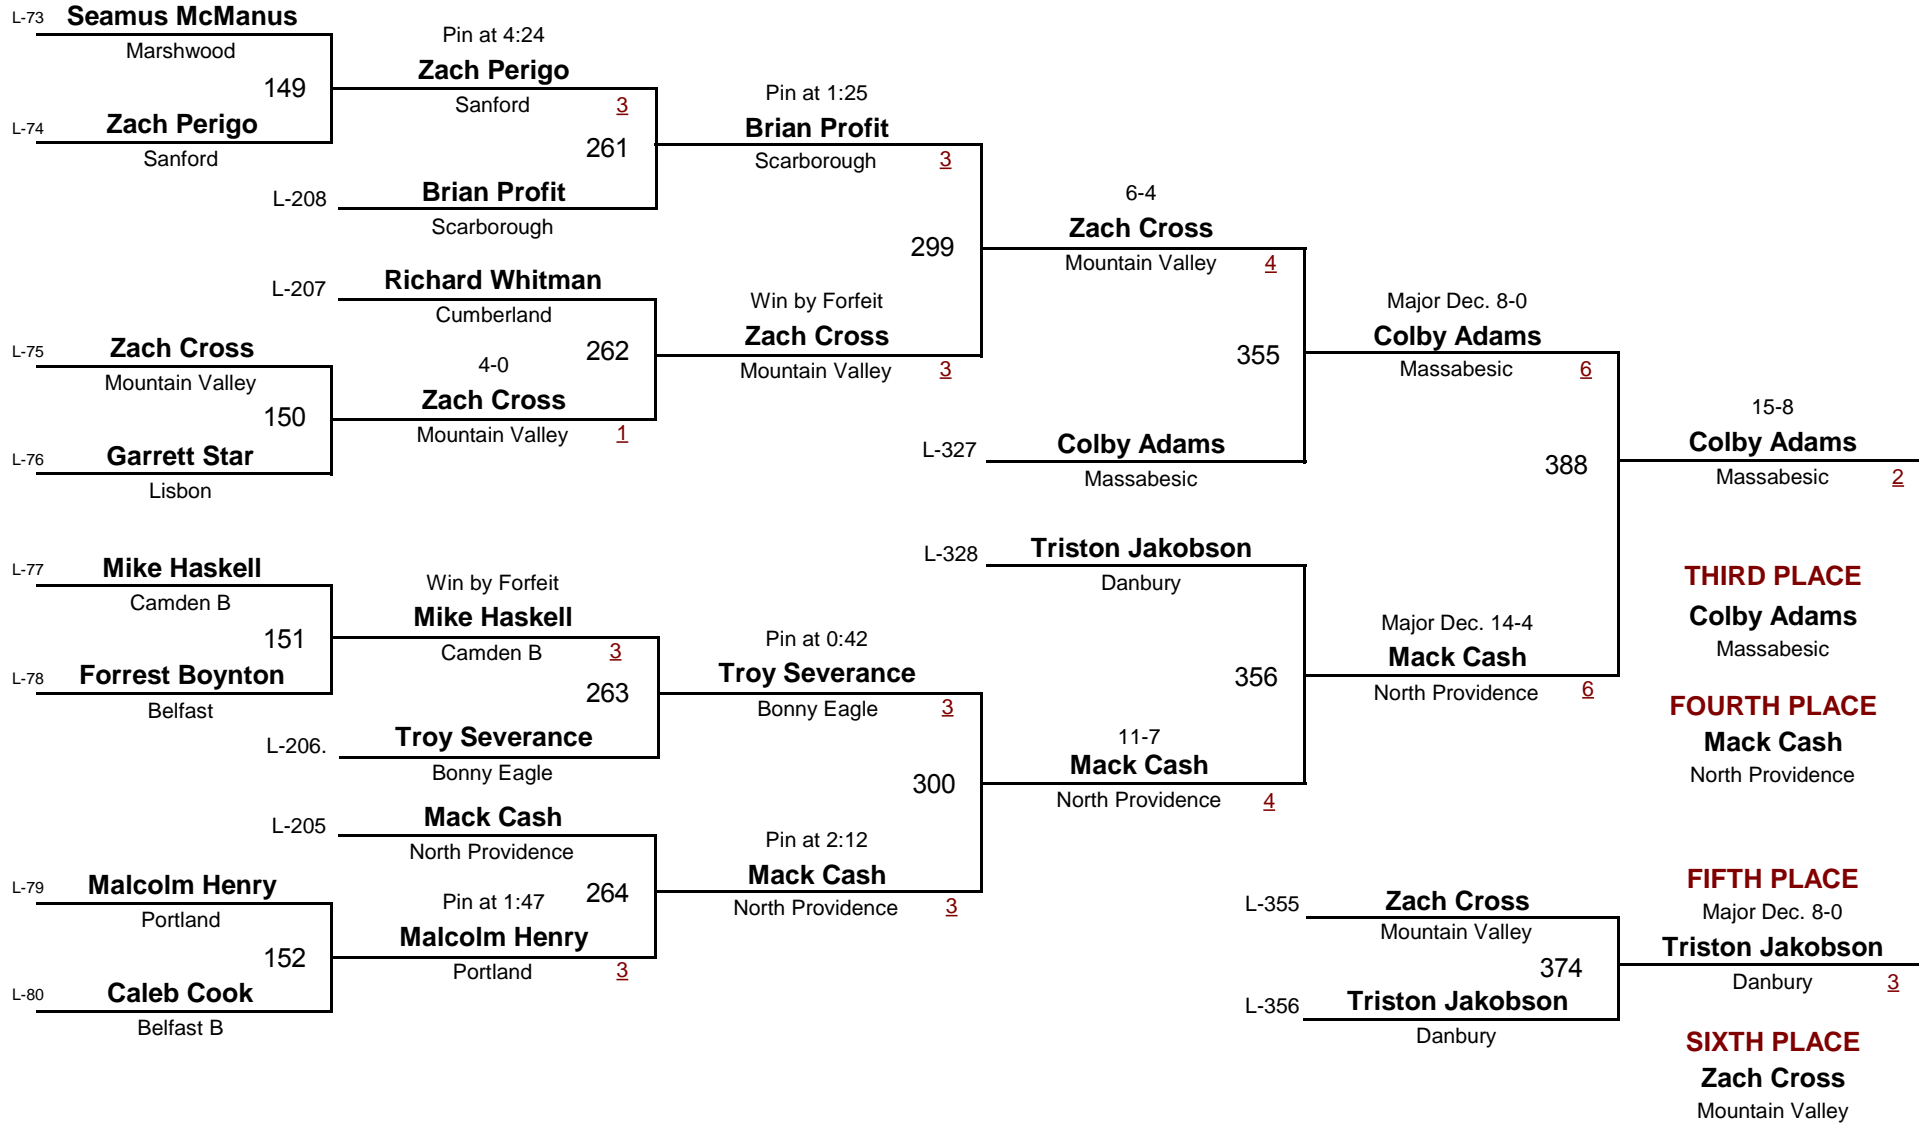 L-73 Seamus McManus
Marshwood
149
L-74 Zach Perigo
Sanford
Pin at 4:24
Zach Perigo
Sanford 3
261
L-208 Brian Profit
Scarborough
Pin at 1:25
Brian Profit
Scarborough 3
299
L-207 Richard Whitman
Cumberland
262
L-75 Zach Cross
Mountain Valley
150
L-76 Garrett Star
Lisbon
4-0
Zach Cross
Mountain Valley 1
Win by Forfeit
Zach Cross
Mountain Valley 3
6-4
Zach Cross
Mountain Valley 4
355
L-327 Colby Adams
Massabesic
Major Dec. 8-0
Colby Adams
Massabesic 6
388
15-8
Colby Adams
Massabesic 2
L-77 Mike Haskell
Camden B
151
L-78 Forrest Boynton
Belfast
Win by Forfeit
Mike Haskell
Camden B 3
263
L-206. Troy Severance
Bonny Eagle
Pin at 0:42
Troy Severance
Bonny Eagle 3
300
L-205 Mack Cash
North Providence
264
L-79 Malcolm Henry
Portland
152
L-80 Caleb Cook
Belfast B
Pin at 1:47
Malcolm Henry
Portland 3
Pin at 2:12
Mack Cash
North Providence 3
L-328 Triston Jakobson
Danbury
356
11-7
Mack Cash
North Providence 4
Major Dec. 14-4
Mack Cash
North Providence 6
THIRD PLACE
Colby Adams
Massabesic
FOURTH PLACE
Mack Cash
North Providence
L-355 Zach Cross
Mountain Valley
374
L-356 Triston Jakobson
Danbury
FIFTH PLACE
Major Dec. 8-0
Triston Jakobson
Danbury 3
SIXTH PLACE
Zach Cross
Mountain Valley